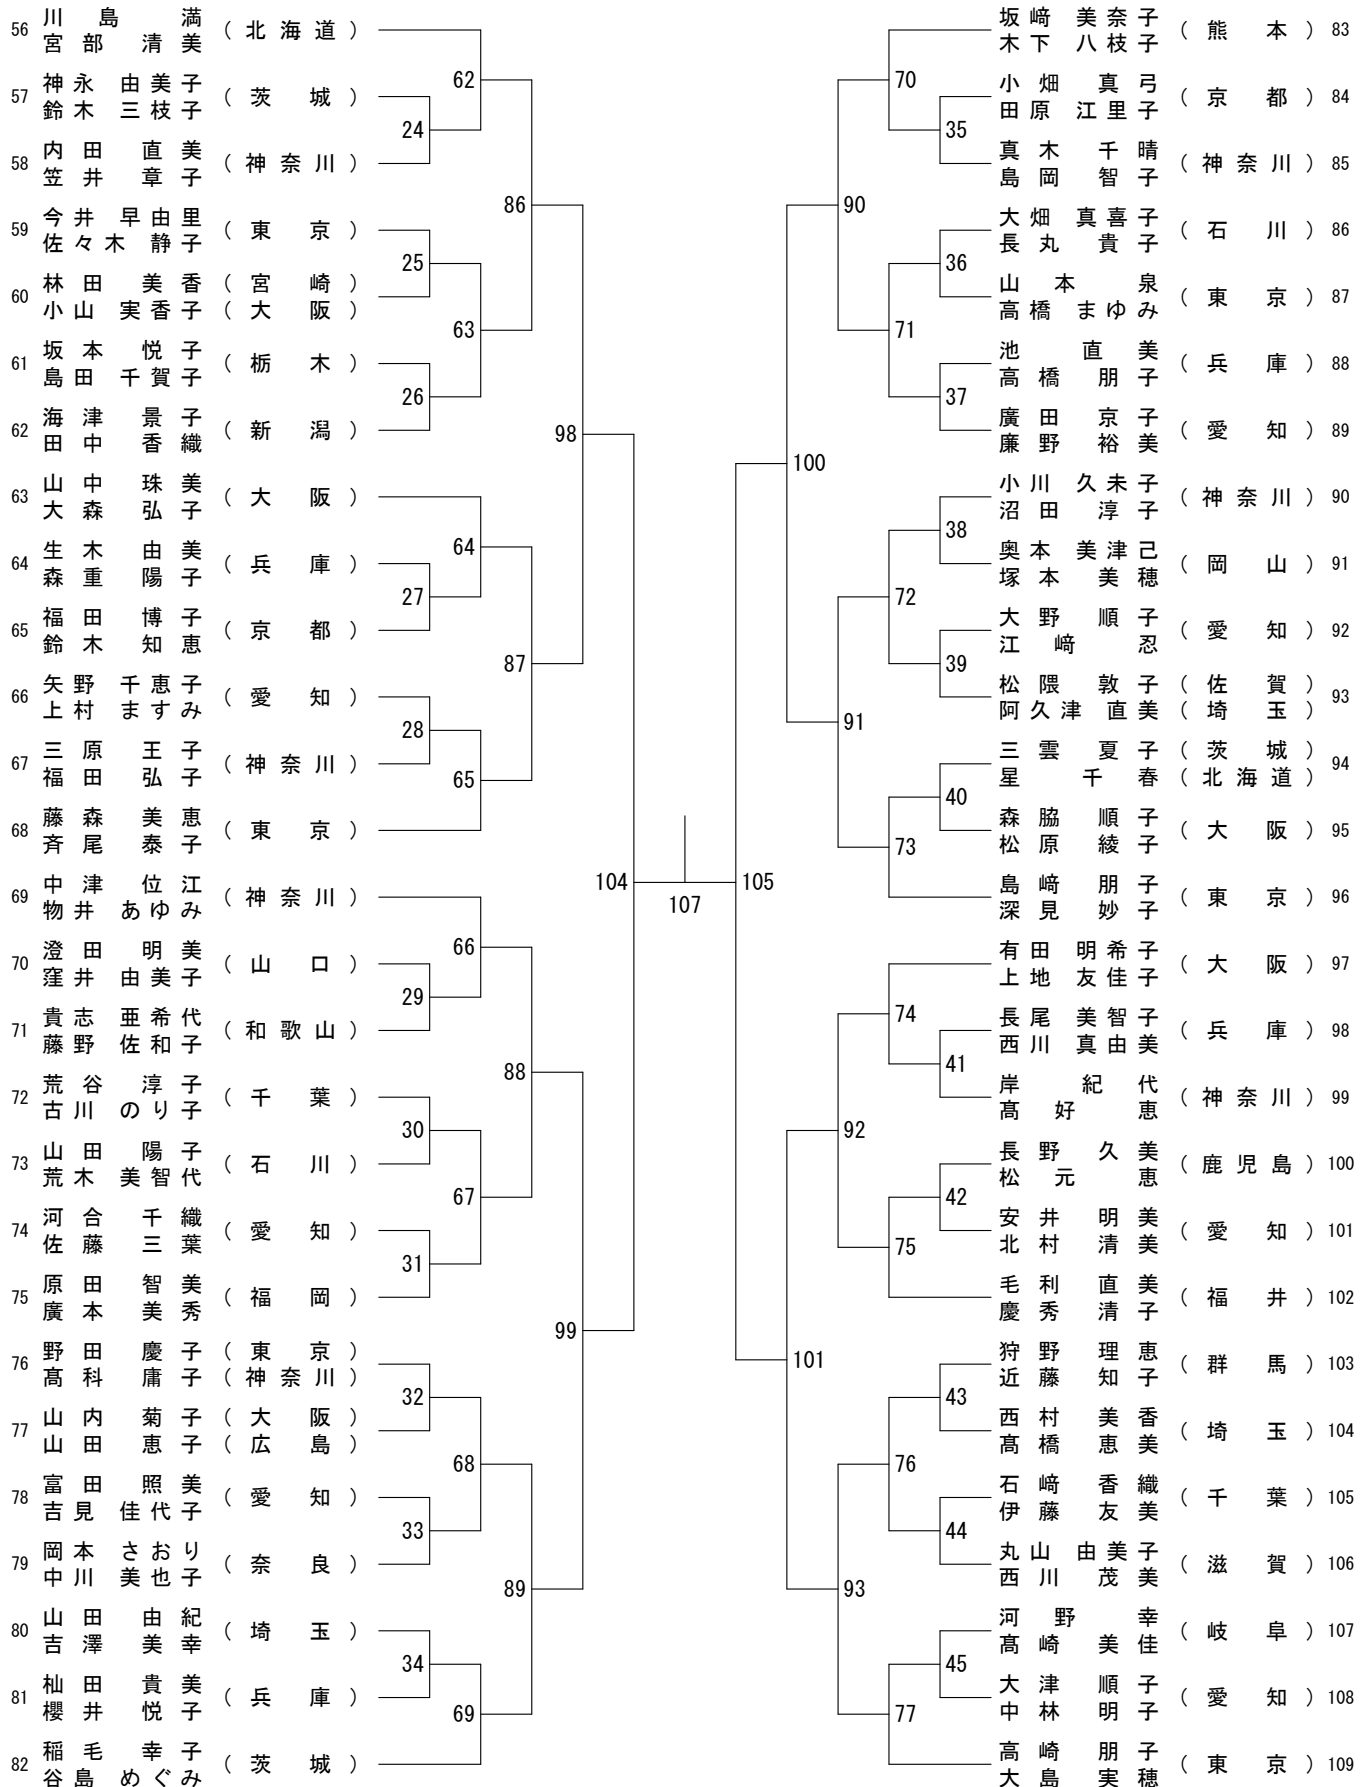 56 川島 満 (北海道)
宮部 清美
57 神永 由美子 (茨城)
鈴木 三枝子
58 内田 直美 (神奈川)
笠井 章子
59 今井 早由里 (東京)
佐々木 静子
60 林田 美香 (宮崎)
小山 実香子 (大阪)
61 坂本 悦子 (栃木)
島田 千賀子
62 海津 景子 (新潟)
田中 香織
63 山中 珠美 (大阪)
大森 弘子
64 生木 由美 (兵庫)
森重 陽子
65 福田 博子 (京都)
鈴木 知恵
66 矢野 千恵子 (愛知)
上村 ますみ
67 三原 王子 (神奈川)
福田 弘子
68 藤森 美恵 (東京)
斉尾 泰子
69 中津 位江 (神奈川)
物井 あゆみ
70 澄田 明美 (山口)
窪井 由美子
71 貴志 亜希代 (和歌山)
藤野 佐和子
72 荒谷 淳子 (千葉)
古川 のり子
73 山田 陽子 (石川)
荒木 美智代
74 河合 千織 (愛知)
佐藤 三葉
75 原田 智美 (福岡)
廣本 美秀
76 野田 慶子 (東京)
髙科 庸子 (神奈川)
77 山内 菊子 (大阪)
山田 恵子 (広島)
78 富田 照美 (愛知)
吉見 佳代子
79 岡本 さおり (奈良)
中川 美也子
80 山田 由紀 (埼玉)
吉澤 美幸
81 杣田 貴美 (兵庫)
櫻井 悦子
82 稲毛 幸子 (茨城)
谷島 めぐみ
62
24
86
25
63
26
98
64
27
87
28
65
104
66
29
88
30
67
31
99
32
68
33
89
34
69
107
105
70
35
90
36
71
37
100
38
72
39
91
40
73
74
41
92
42
75
101
43
76
44
93
45
77
坂﨑 美奈子 (熊本) 83
木下 八枝子
小畑 真弓 (京都) 84
田原 江里子
真木 千晴 (神奈川) 85
島岡 智子
大畑 真喜子 (石川) 86
長丸 貴子
山本 泉 (東京) 87
高橋 まゆみ
池 直美 (兵庫) 88
高橋 朋子
廣田 京子 (愛知) 89
廉野 裕美
小川 久未子 (神奈川) 90
沼田 淳子
奥本 美津己 (岡山) 91
塚本 美穂
大野 順子 (愛知) 92
江﨑 忍
松隈 敦子 (佐賀) 93
阿久津 直美 (埼玉)
三雲 夏子 (茨城) 94
星 千春 (北海道)
森脇 順子 (大阪) 95
松原 綾子
島﨑 朋子 (東京) 96
深見 妙子
有田 明希子 (大阪) 97
上地 友佳子
長尾 美智子 (兵庫) 98
西川 真由美
岸 紀代 (神奈川) 99
髙好 恵
長野 久美 (鹿児島) 100
松元 恵
安井 明美 (愛知) 101
北村 清美
毛利 直美 (福井) 102
慶秀 清子
狩野 理恵 (群馬) 103
近藤 知子
西村 美香 (埼玉) 104
髙橋 恵美
石﨑 香織 (千葉) 105
伊藤 友美
丸山 由美子 (滋賀) 106
西川 茂美
河野 幸 (岐阜) 107
髙崎 美佳
大津 順子 (愛知) 108
中林 明子
高崎 朋子 (東京) 109
大島 実穂